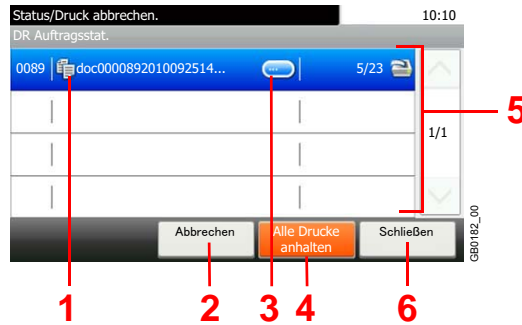 Status/Druck abbrechen.
10:10
DR Auftragsstat.
0089 doc0000892010092514... ... 5/23
5
1/1
Abbrechen
Alle Drucke
anhalten
Schließen
GB0182_00
1 2 3 4 6